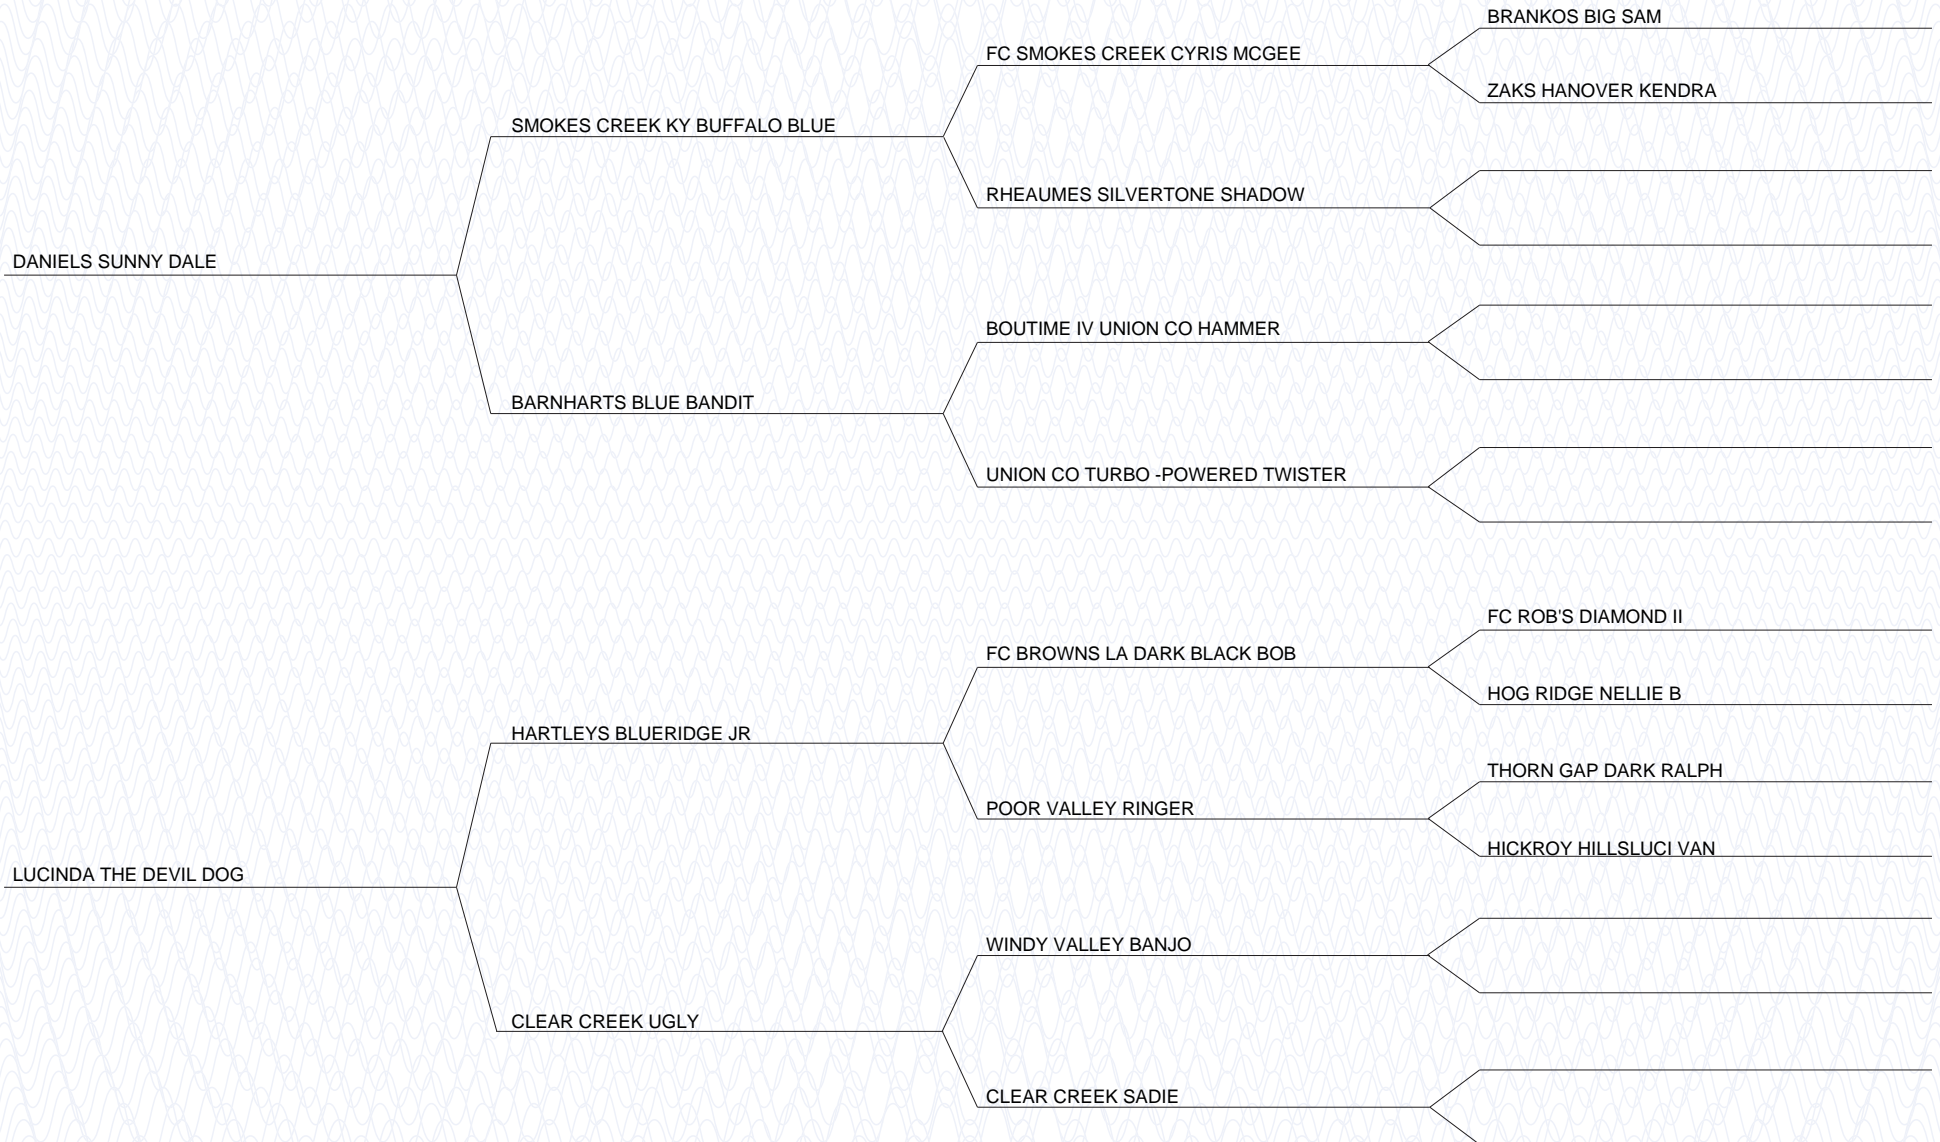 BRANKOS BIG SAM
FC SMOKES CREEK CYRIS MCGEE
ZAKS HANOVER KENDRA
SMOKES CREEK KY BUFFALO BLUE
RHEAUMES SILVERTONE SHADOW
DANIELS SUNNY DALE
BOUTIME IV UNION CO HAMMER
BARNHARTS BLUE BANDIT
UNION CO TURBO -POWERED TWISTER
FC ROB'S DIAMOND II
FC BROWNS LA DARK BLACK BOB
HOG RIDGE NELLIE B
HARTLEYS BLUERIDGE JR
THORN GAP DARK RALPH
POOR VALLEY RINGER
HICKROY HILLSLUCI VAN
LUCINDA THE DEVIL DOG
WINDY VALLEY BANJO
CLEAR CREEK UGLY
CLEAR CREEK SADIE